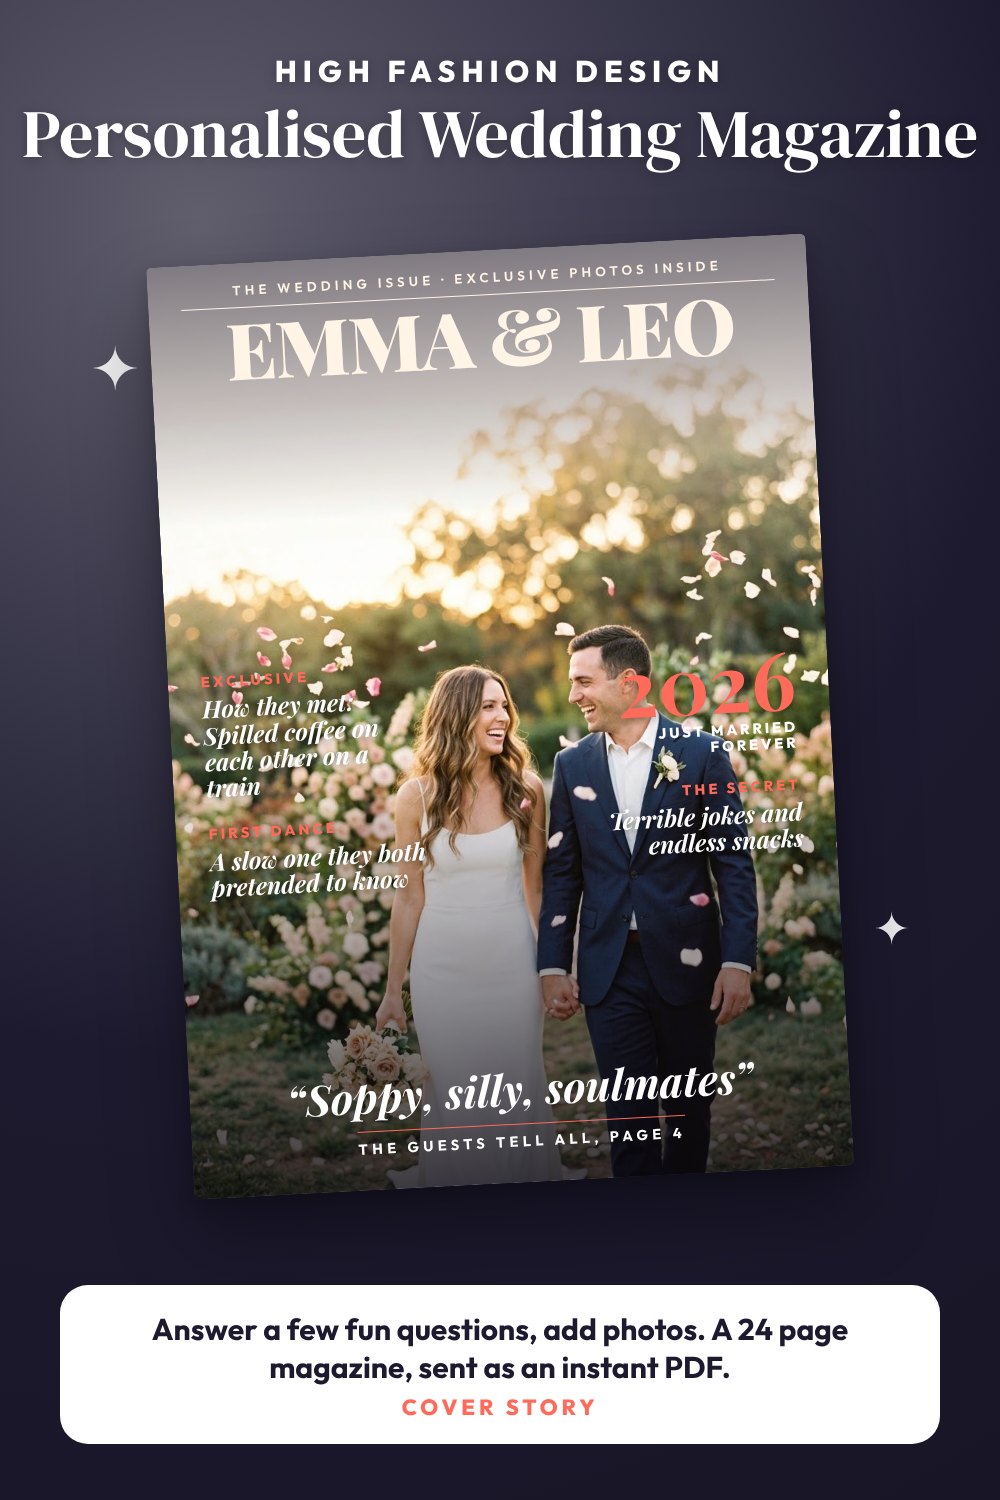 HIGH FASHION DESIGN
Personalised Wedding Magazine
THE WEDDING ISSUE · EXCLUSIVE PHOTOS INSIDE
EMMA & LEO
EXCLUSIVE
How they met?
Spilled coffee on
each other on a
train
FIRST DANCE
A slow one they both
pretended to know
2026
JUST MARRIED
FOREVER
THE SECRET
Terrible jokes and
endless snacks
“Soppy, silly, soulmates”
THE GUESTS TELL ALL, PAGE 4
Answer a few fun questions, add photos. A 24 page
magazine, sent as an instant PDF.
COVER STORY